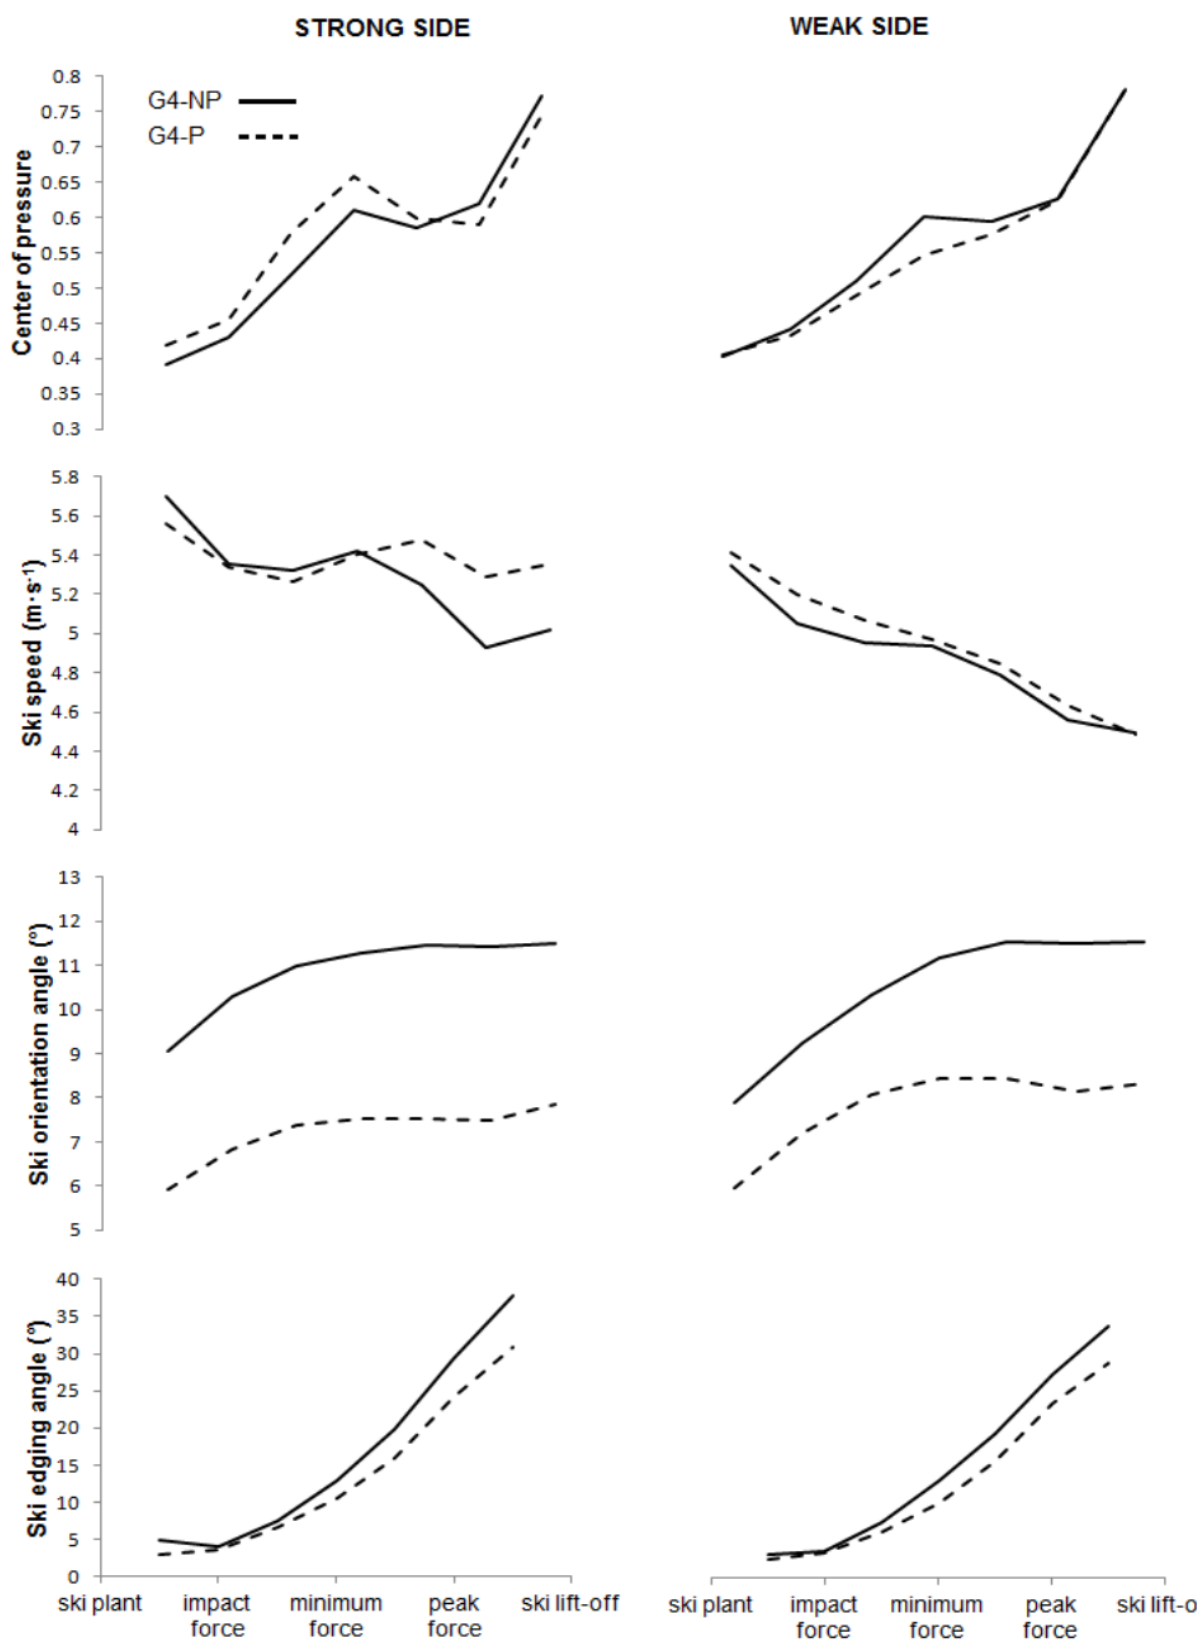 STRONG SIDE
WEAK SIDE
G4-NP
G4-P
Center of pressure
0.8
0.75
0.7
0.65
0.6
0.55
0.5
0.45
0.4
0.35
0.3
Ski speed (m·s-1)
5.8
5.6
5.4
5.2
5
4.8
4.6
4.4
4.2
4
Ski orientation angle (°)
13
12
11
10
9
8
7
6
5
Ski edging angle (°)
40
35
30
25
20
15
10
5
0
ski plant
impact
force
minimum
force
peak
force
ski lift-off
ski plant
impact
force
minimum
force
peak
force
ski lift-o